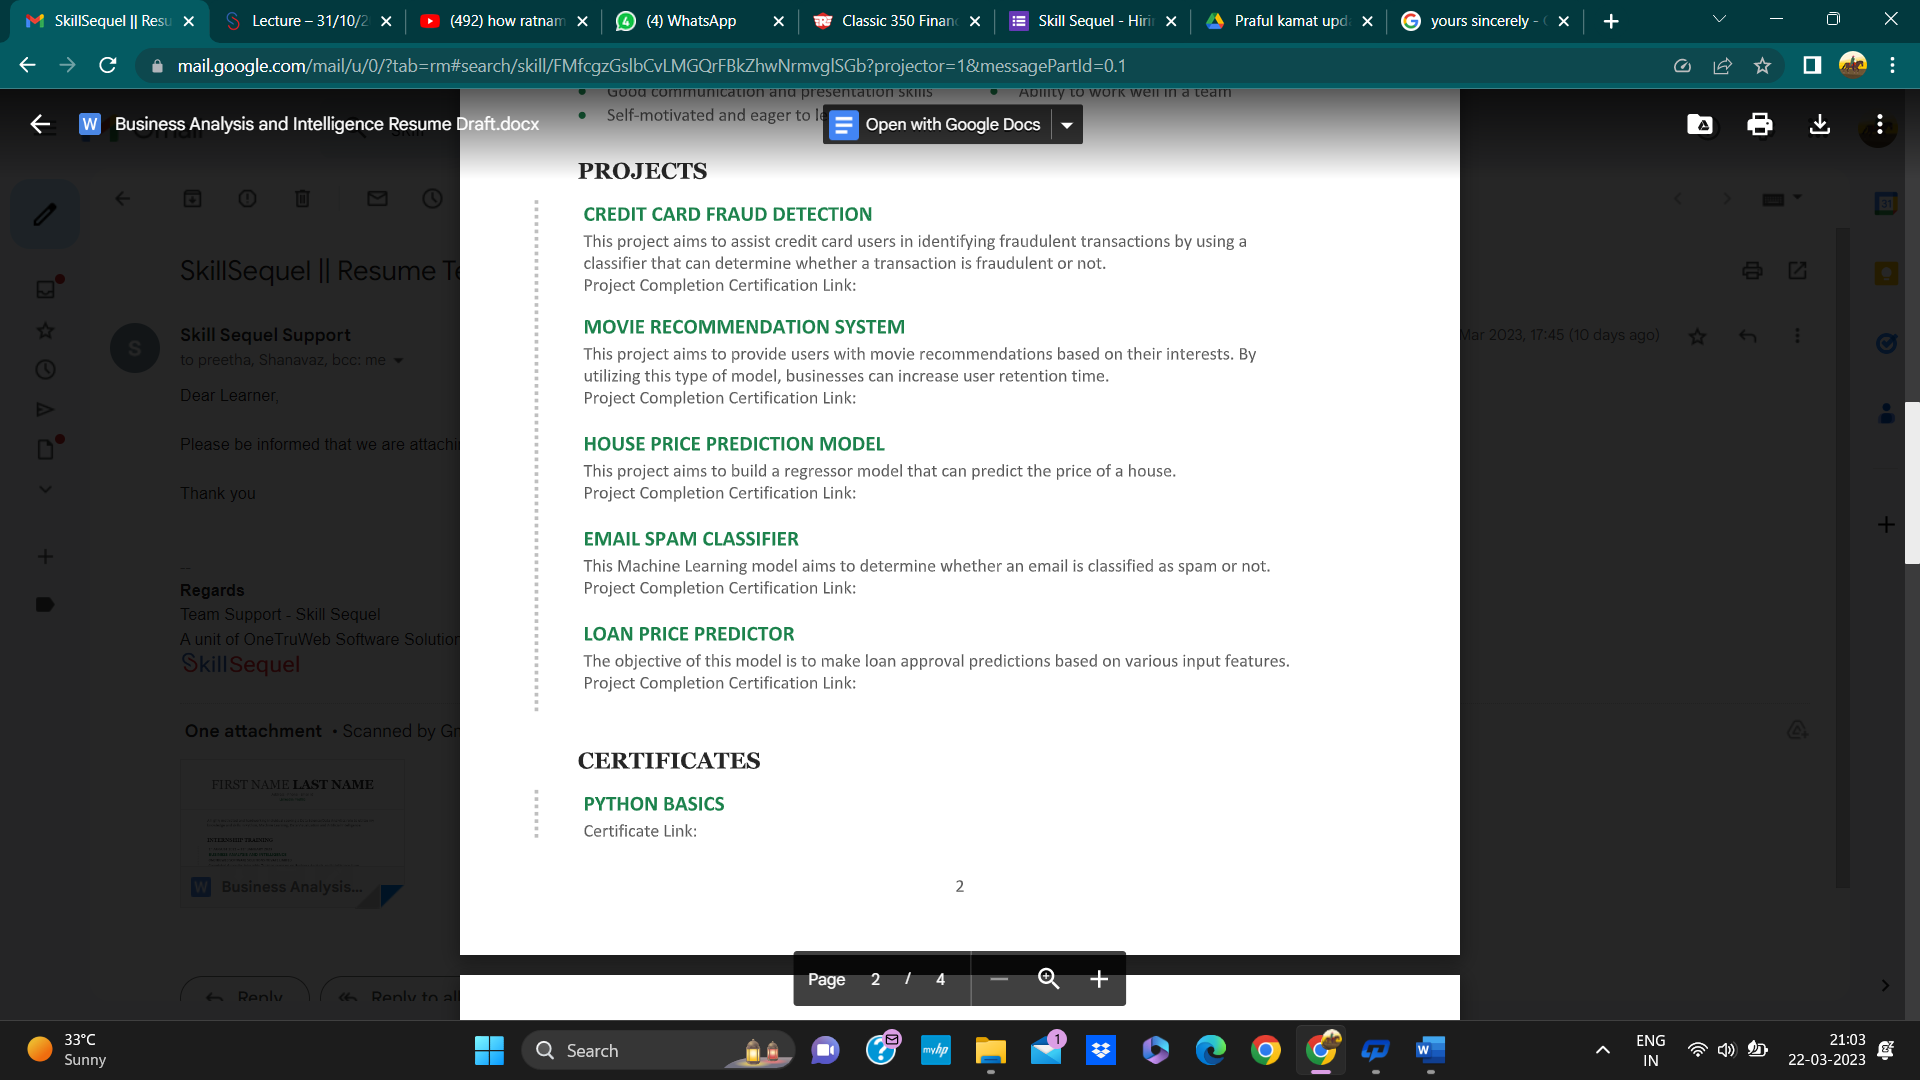 SkillSequel || Resu
Lecture – 31/10/2
(492) how ratnam
(4) WhatsApp
Classic 350 Financ
Skill Sequel - Hiri
Praful kamat upd
yours sincerely -
mail.google.com/mail/u/0/?tab=rm#search/skill/FMfcgzGslbCvLMGQrFBkZhwNrmvglSGb?projector=1&messagePartId=0.1
Good communication and presentation skills
Ability to work well in a team
Self-motivated and eager to le
Business Analysis and Intelligence Resume Draft.docx
Open with Google Docs
PROJECTS
CREDIT CARD FRAUD DETECTION
This project aims to assist credit card users in identifying fraudulent transactions by using a
classifier that can determine whether a transaction is fraudulent or not.
Project Completion Certification Link:
MOVIE RECOMMENDATION SYSTEM
This project aims to provide users with movie recommendations based on their interests. By
utilizing this type of model, businesses can increase user retention time.
Project Completion Certification Link:
HOUSE PRICE PREDICTION MODEL
This project aims to build a regressor model that can predict the price of a house.
Project Completion Certification Link:
EMAIL SPAM CLASSIFIER
This Machine Learning model aims to determine whether an email is classified as spam or not.
Project Completion Certification Link:
LOAN PRICE PREDICTOR
The objective of this model is to make loan approval predictions based on various input features.
Project Completion Certification Link:
CERTIFICATES
PYTHON BASICS
Certificate Link:
2
Page 2 / 4
SkillSequel || Resume Te
S
Skill Sequel Support
to preetha, Shanavaz, bcc: me
Mar 2023, 17:45 (10 days ago)
Dear Learner,
Please be informed that we are attachi
Thank you
--
Regards
Team Support - Skill Sequel
A unit of OneTruWeb Software Solution
SkillSequel
One attachment • Scanned by Gr
FIRST NAME LAST NAME
INTERNSHIP TRAINING
W Business Analysis...
Reply
Reply to all
31
33°C
Sunny
Search
myhp
1
ENG
IN
21:03
22-03-2023